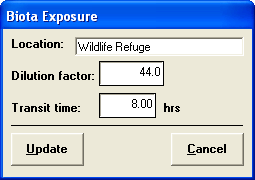 Biota Exposure
Location: Wildlife Refuge
Dilution factor: 44.0
Transit time: 8.00 hrs
Update Cancel